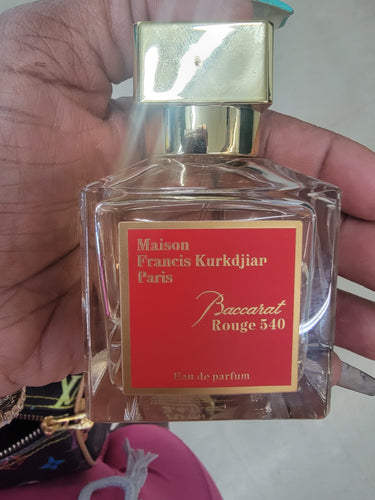 Maison
Francis Kurkdjiar
Paris
Baccarat
Rouge 540
Eau de parfum